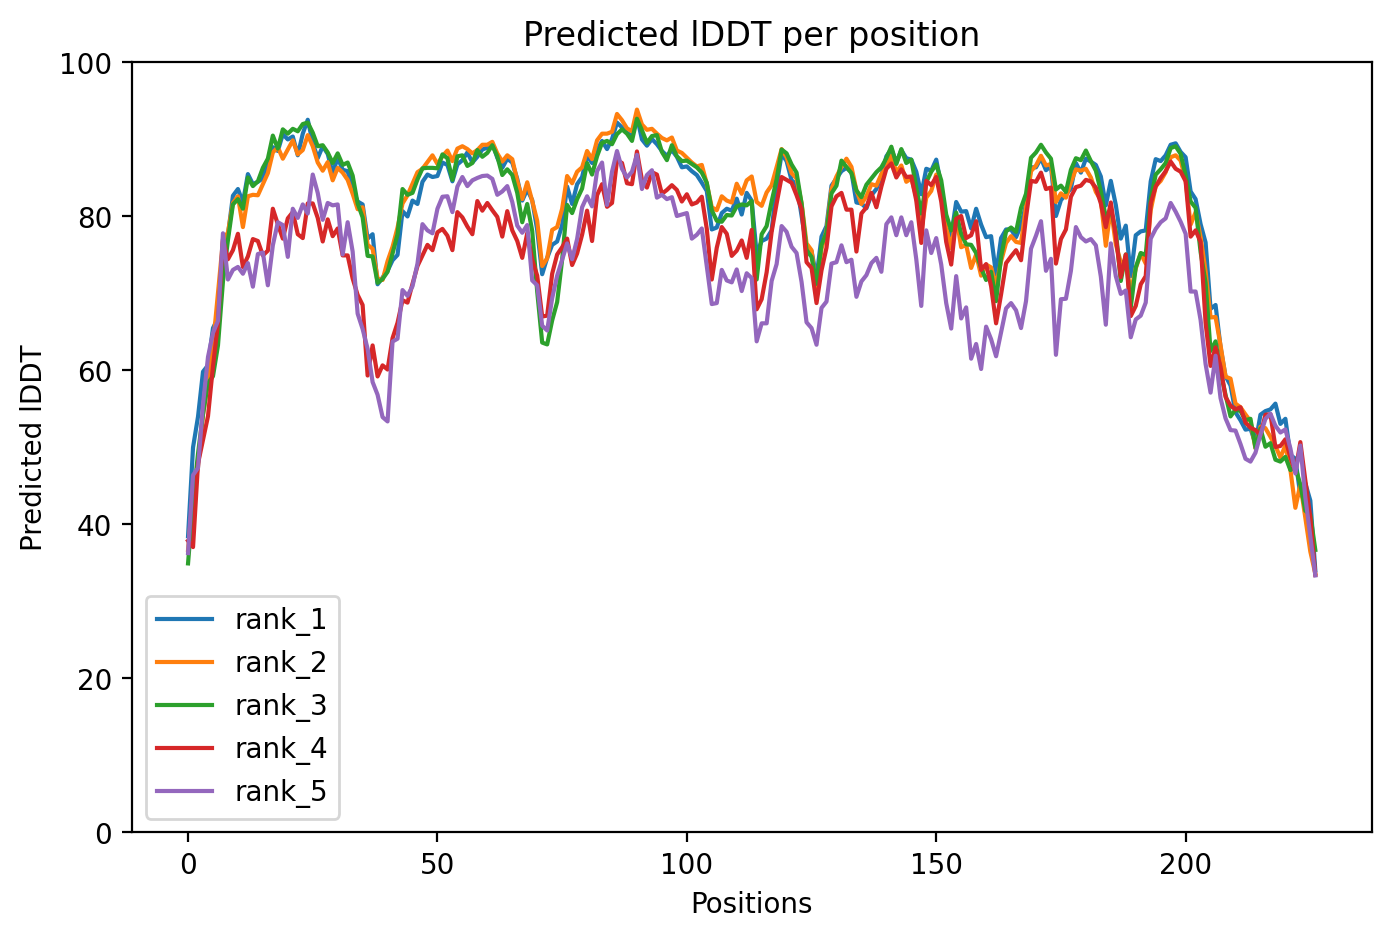 Predicted lDDT per position
100
80
60
40
20
0
Predicted lDDT
rank_1
rank_2
rank_3
rank_4
rank_5
0 50 100 150 200
Positions